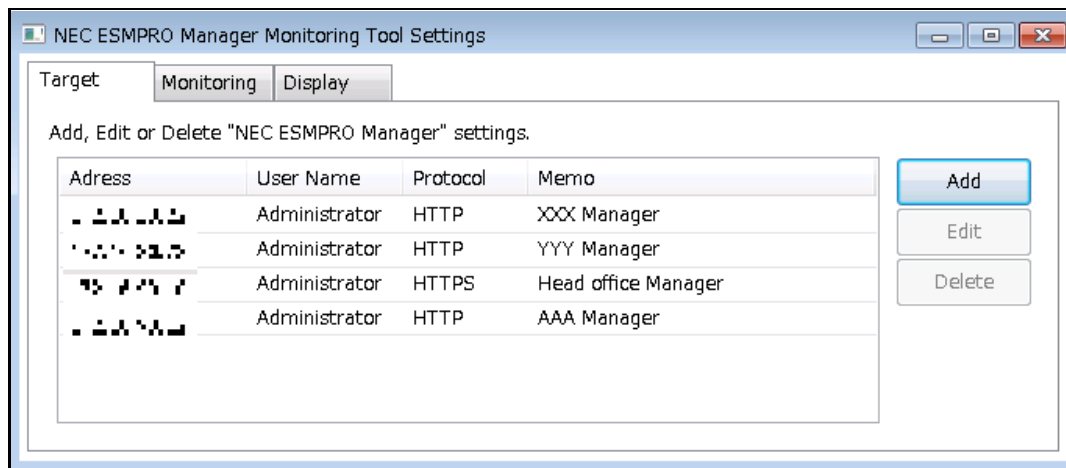 NEC ESMPRO Manager Monitoring Tool Settings
Target Monitoring Display
Add, Edit or Delete "NEC ESMPRO Manager" settings.
Adress User Name Protocol Memo
Administrator HTTP XXX Manager
Administrator HTTP YYY Manager
Administrator HTTPS Head office Manager
Administrator HTTP AAA Manager
Add
Edit
Delete